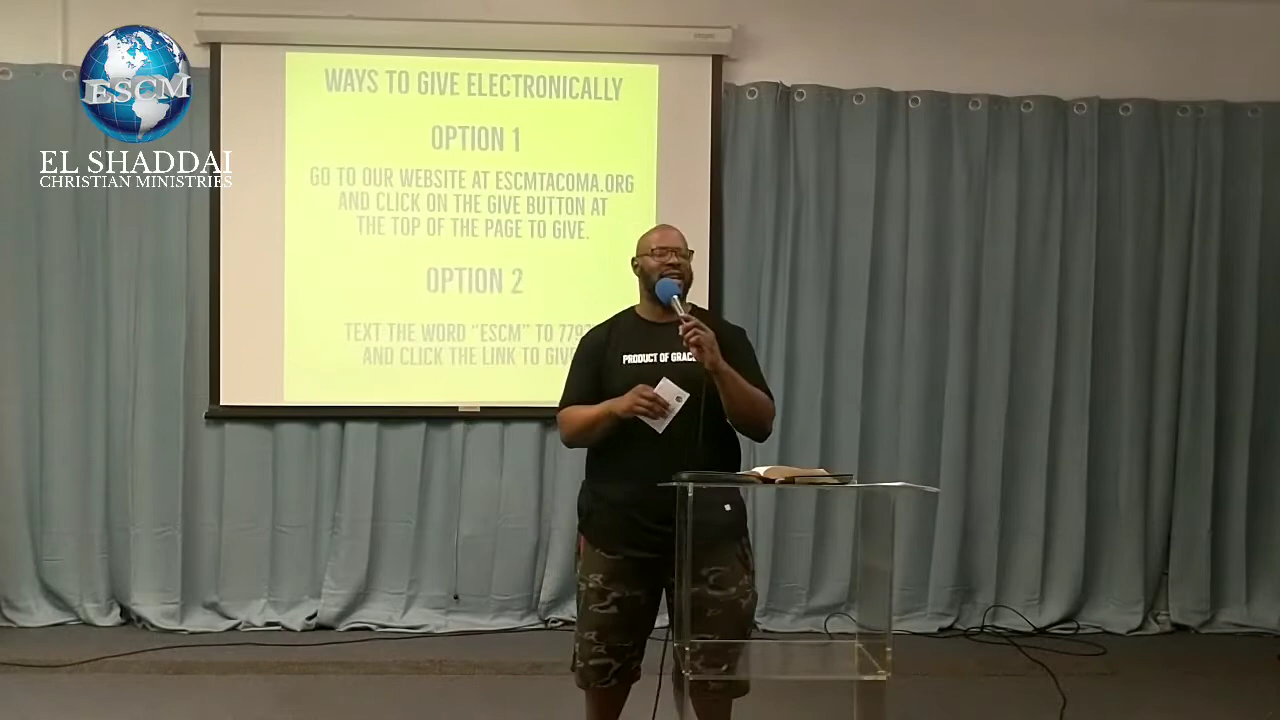 ESCM
EL SHADDAI
CHRISTIAN MINISTRIES
WAYS TO GIVE ELECTRONICALLY
OPTION 1
GO TO OUR WEBSITE AT ESCMTACOMA.ORG
AND CLICK ON THE GIVE BUTTON AT
THE TOP OF THE PAGE TO GIVE.
OPTION 2
TEXT THE WORD “ESCM” TO
AND CLICK THE LINK TO GIVE
PRODUCT OF GRACE